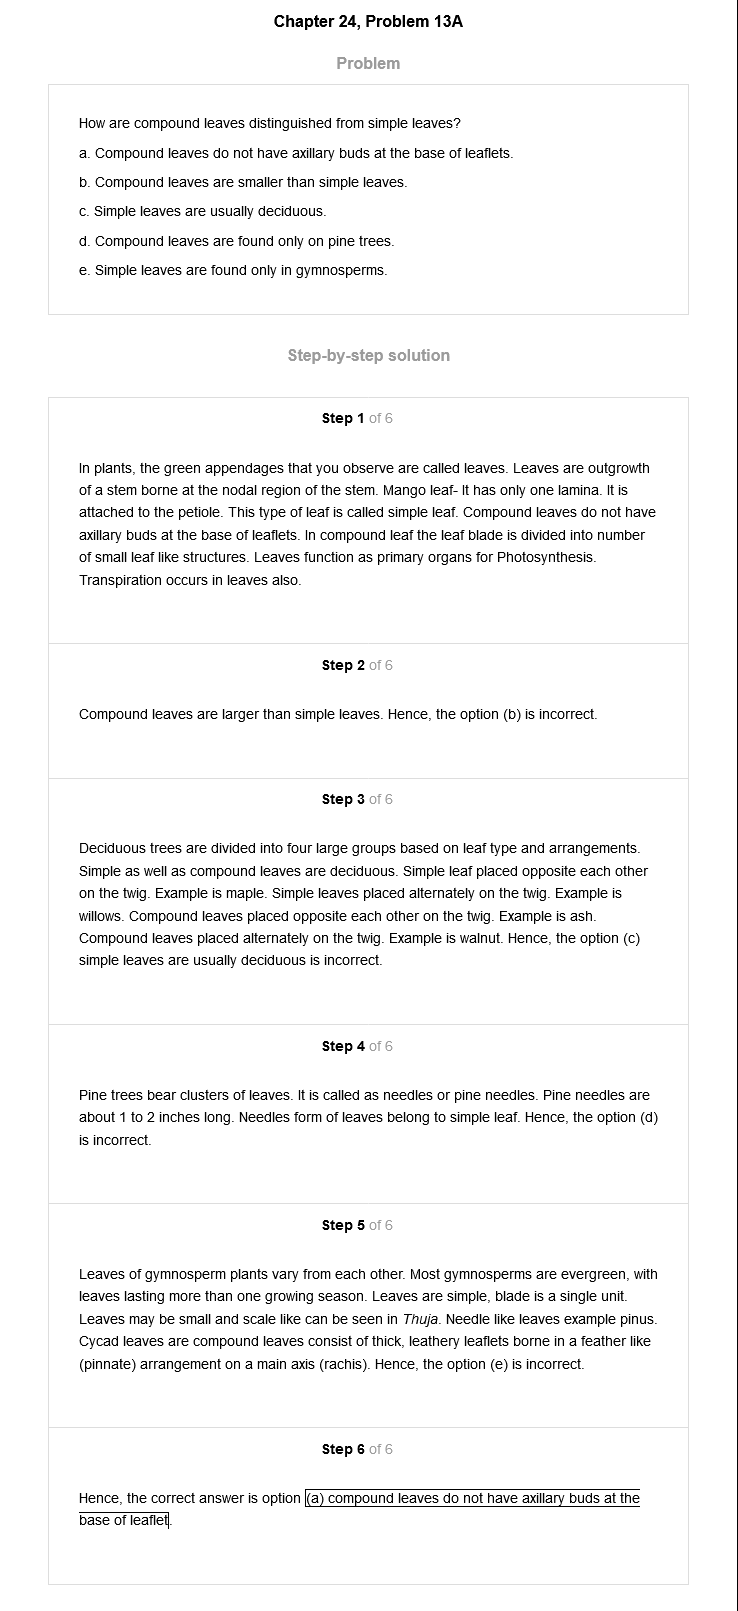 Chapter 24, Problem 13A
Problem
How are compound leaves distinguished from simple leaves?
a. Compound leaves do not have axillary buds at the base of leaflets.
b. Compound leaves are smaller than simple leaves.
c. Simple leaves are usually deciduous.
d. Compound leaves are found only on pine trees.
e. Simple leaves are found only in gymnosperms.
Step-by-step solution
Step 1 of 6
In plants, the green appendages that you observe are called leaves. Leaves are outgrowth
of a stem borne at the nodal region of the stem. Mango leaf- It has only one lamina. It is
attached to the petiole. This type of leaf is called simple leaf. Compound leaves do not have
axillary buds at the base of leaflets. In compound leaf the leaf blade is divided into number
of small leaf like structures. Leaves function as primary organs for Photosynthesis.
Transpiration occurs in leaves also.
Step 2 of 6
Compound leaves are larger than simple leaves. Hence, the option (b) is incorrect.
Step 3 of 6
Deciduous trees are divided into four large groups based on leaf type and arrangements.
Simple as well as compound leaves are deciduous. Simple leaf placed opposite each other
on the twig. Example is maple. Simple leaves placed alternately on the twig. Example is
willows. Compound leaves placed opposite each other on the twig. Example is ash.
Compound leaves placed alternately on the twig. Example is walnut. Hence, the option (c)
simple leaves are usually deciduous is incorrect.
Step 4 of 6
Pine trees bear clusters of leaves. It is called as needles or pine needles. Pine needles are
about 1 to 2 inches long. Needles form of leaves belong to simple leaf. Hence, the option (d)
is incorrect.
Step 5 of 6
Leaves of gymnosperm plants vary from each other. Most gymnosperms are evergreen, with
leaves lasting more than one growing season. Leaves are simple, blade is a single unit.
Leaves may be small and scale like can be seen in Thuja. Needle like leaves example pinus.
Cycad leaves are compound leaves consist of thick, leathery leaflets borne in a feather like
(pinnate) arrangement on a main axis (rachis). Hence, the option (e) is incorrect.
Step 6 of 6
Hence, the correct answer is option (a) compound leaves do not have axillary buds at the
base of leaflet.